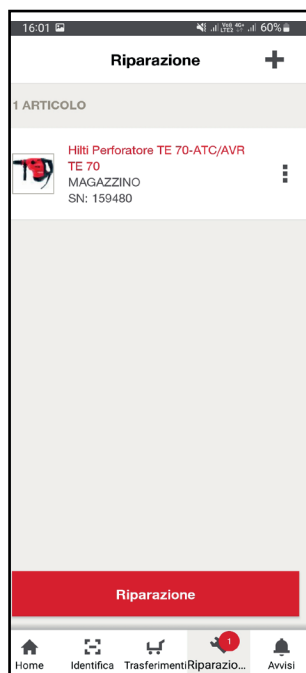 16:01 60%
Riparazione
1 ARTICOLO
Hilti Perforatore TE 70-ATC/AVR
TE 70
MAGAZZINO
SN: 159480
Riparazione
1
Home Identifica Trasferimenti Riparazio... Avvisi